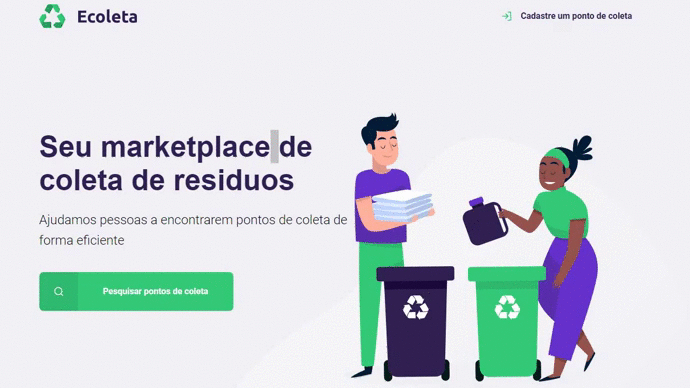 Ecoleta
Cadastre um ponto de coleta
Seu marketplace de
coleta de residuos
Ajudamos pessoas a encontrarem pontos de coleta de
forma eficiente
Pesquisar pontos de coleta